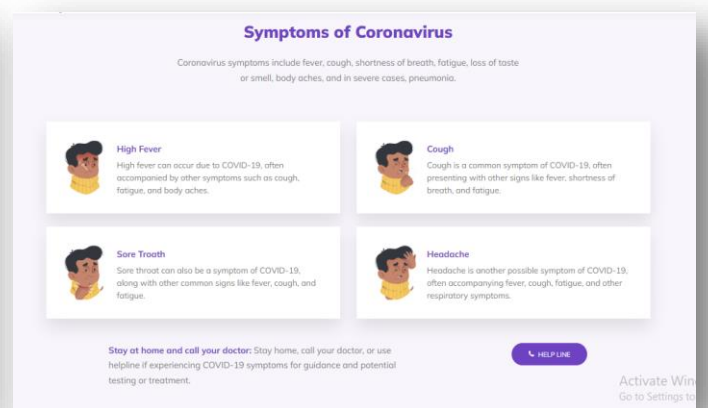 Symptoms of Coronavirus
Coronavirus symptoms include fever, cough, shortness of breath, fatigue, loss of taste
or smell, body aches, and in severe cases, pneumonia.
High Fever
High fever can occur due to COVID-19, often
accompanied by other symptoms such as cough,
fatigue, and body aches.
Cough
Cough is a common symptom of COVID-19, often
presenting with other signs like fever, shortness of
breath, and fatigue.
Sore Troath
Sore throat can also be a symptom of COVID-19,
along with other common signs like fever, cough, and
fatigue.
Headache
Headache is another possible symptom of COVID-19,
often accompanying fever, cough, fatigue, and other
respiratory symptoms.
Stay at home and call your doctor: Stay home, call your doctor, or use
helpline if experiencing COVID-19 symptoms for guidance and potential
testing or treatment.
HELP LINE
Activate Win
Go to Settings to